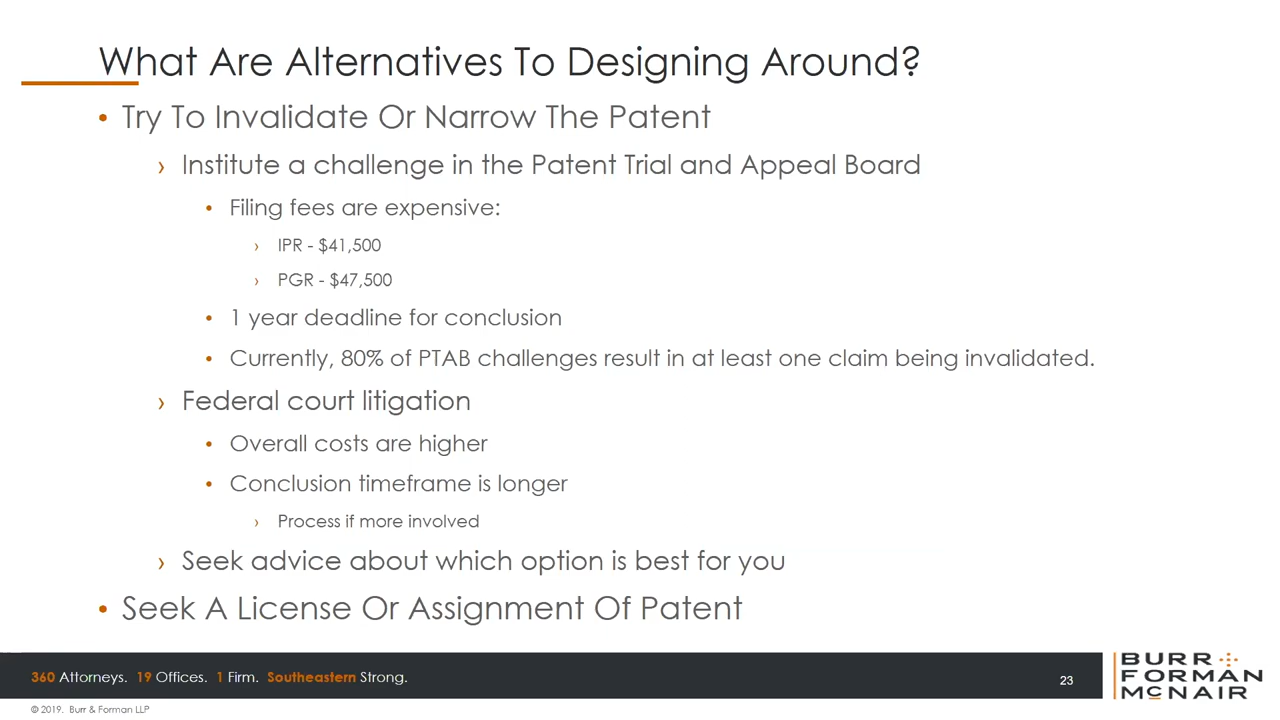 What Are Alternatives To Designing Around?
• Try To Invalidate Or Narrow The Patent
› Institute a challenge in the Patent Trial and Appeal Board
• Filing fees are expensive:
› IPR - $41,500
› PGR - $47,500
• 1 year deadline for conclusion
• Currently, 80% of PTAB challenges result in at least one claim being invalidated.
› Federal court litigation
• Overall costs are higher
• Conclusion timeframe is longer
› Process if more involved
› Seek advice about which option is best for you
• Seek A License Or Assignment Of Patent
360 Attorneys. 19 Offices. 1 Firm. Southeastern Strong.
23
BURR
FORMAN
MCNAIR
© 2019. Burr & Forman LLP